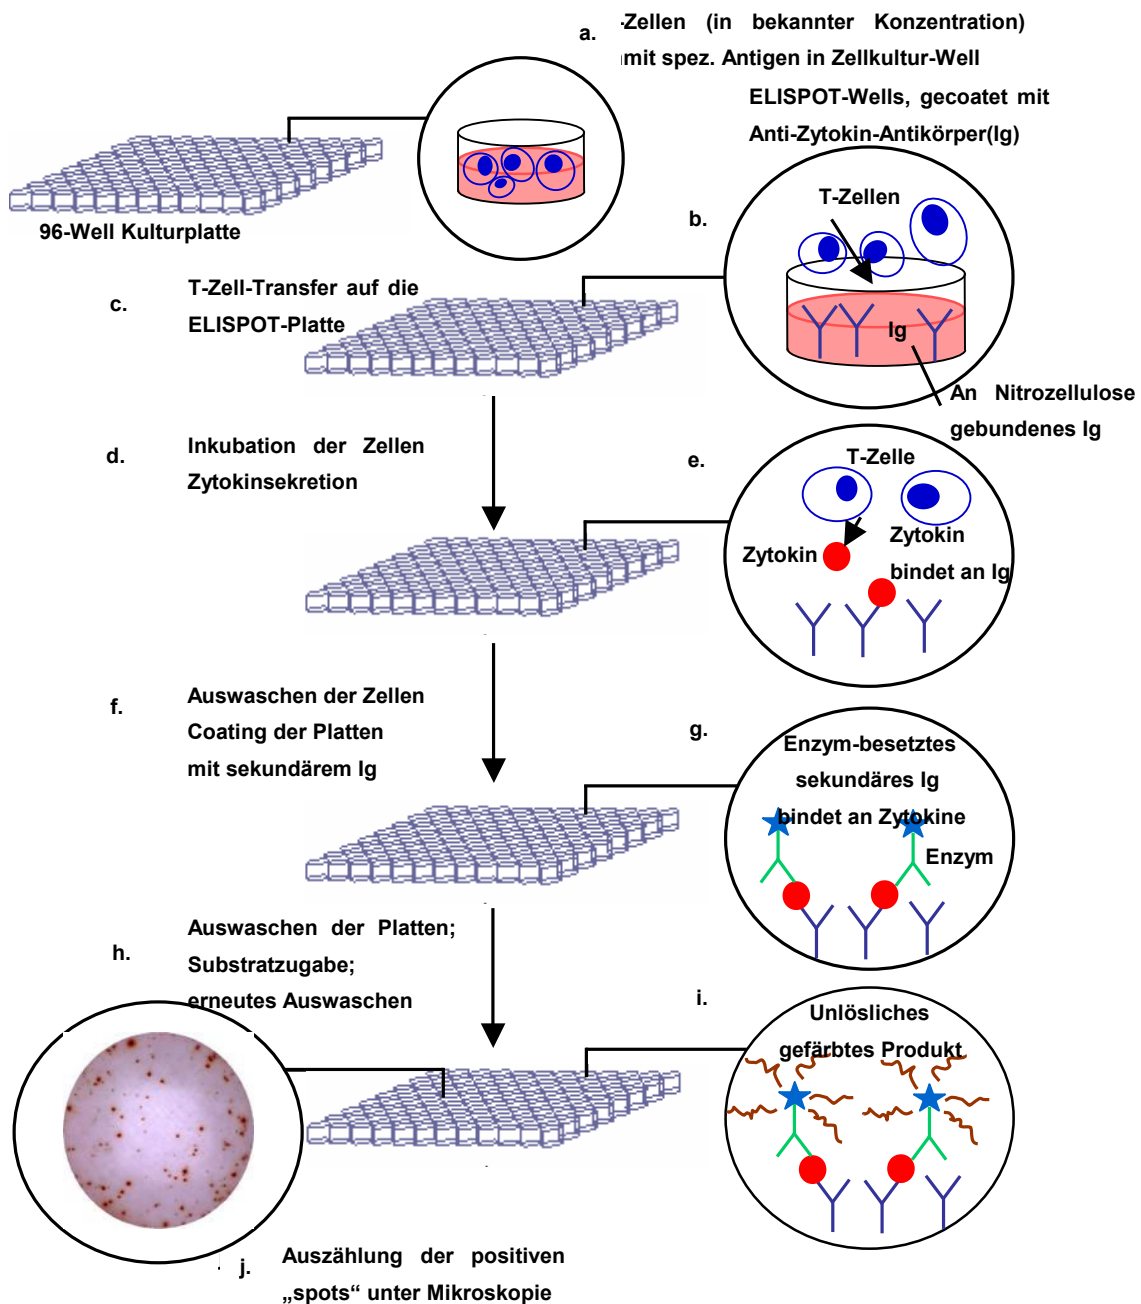 a.
-Zellen (in bekannter Konzentration)
mit spez. Antigen in Zellkultur-Well
ELISPOT-Wells, gecoatet mit
Anti-Zytokin-Antikörper(Ig)
96-Well Kulturplatte
b.
T-Zellen
Ig
An Nitrozellulose
gebundenes Ig
c.
T-Zell-Transfer auf die
ELISPOT-Platte
d.
Inkubation der Zellen
Zytokinsekretion
e.
T-Zelle
Zytokin
Zytokin
bindet an Ig
f.
Auswaschen der Zellen
Coating der Platten
mit sekundärem Ig
g.
Enzym-besetztes
sekundäres Ig
bindet an Zytokine
Enzym
h.
Auswaschen der Platten;
Substratzugabe;
erneutes Auswaschen
i.
Unlösliches
gefärbtes Produkt
j.
Auszählung der positiven
„spots“ unter Mikroskopie